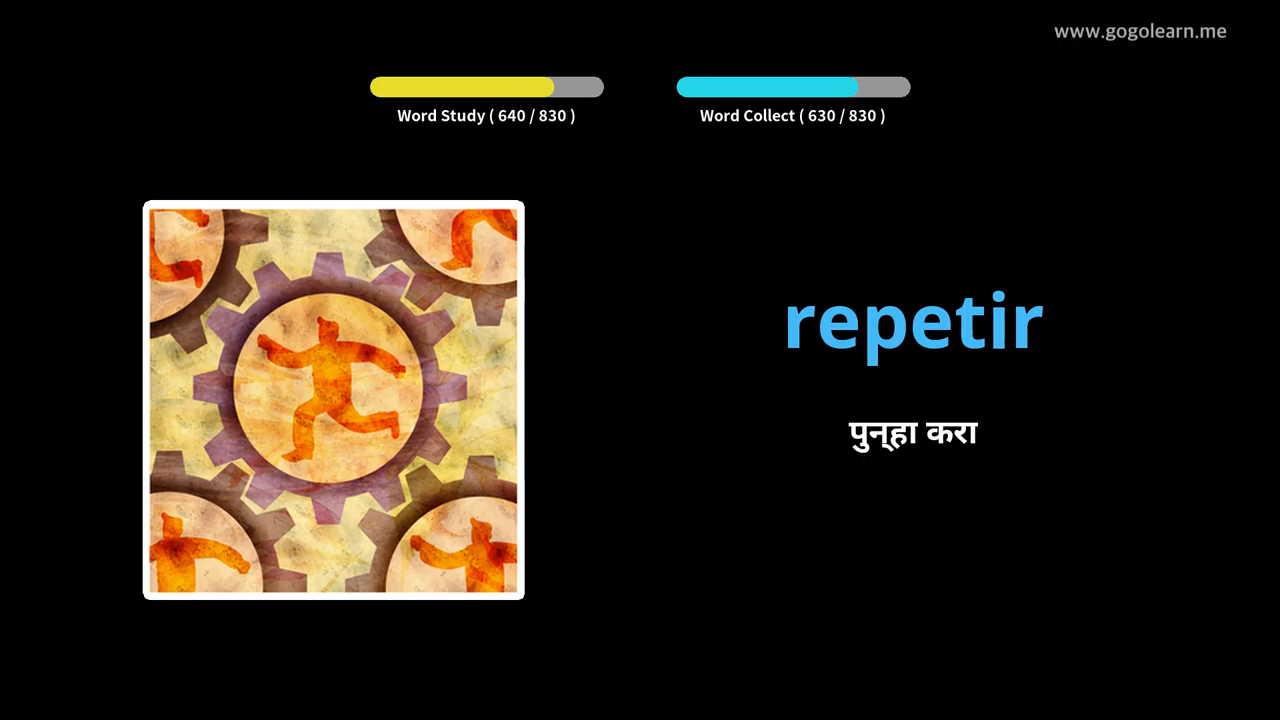 www.gogolearn.me
Word Study ( 640 / 830 )
Word Collect ( 630 / 830 )
repetir
पुन्हा करा